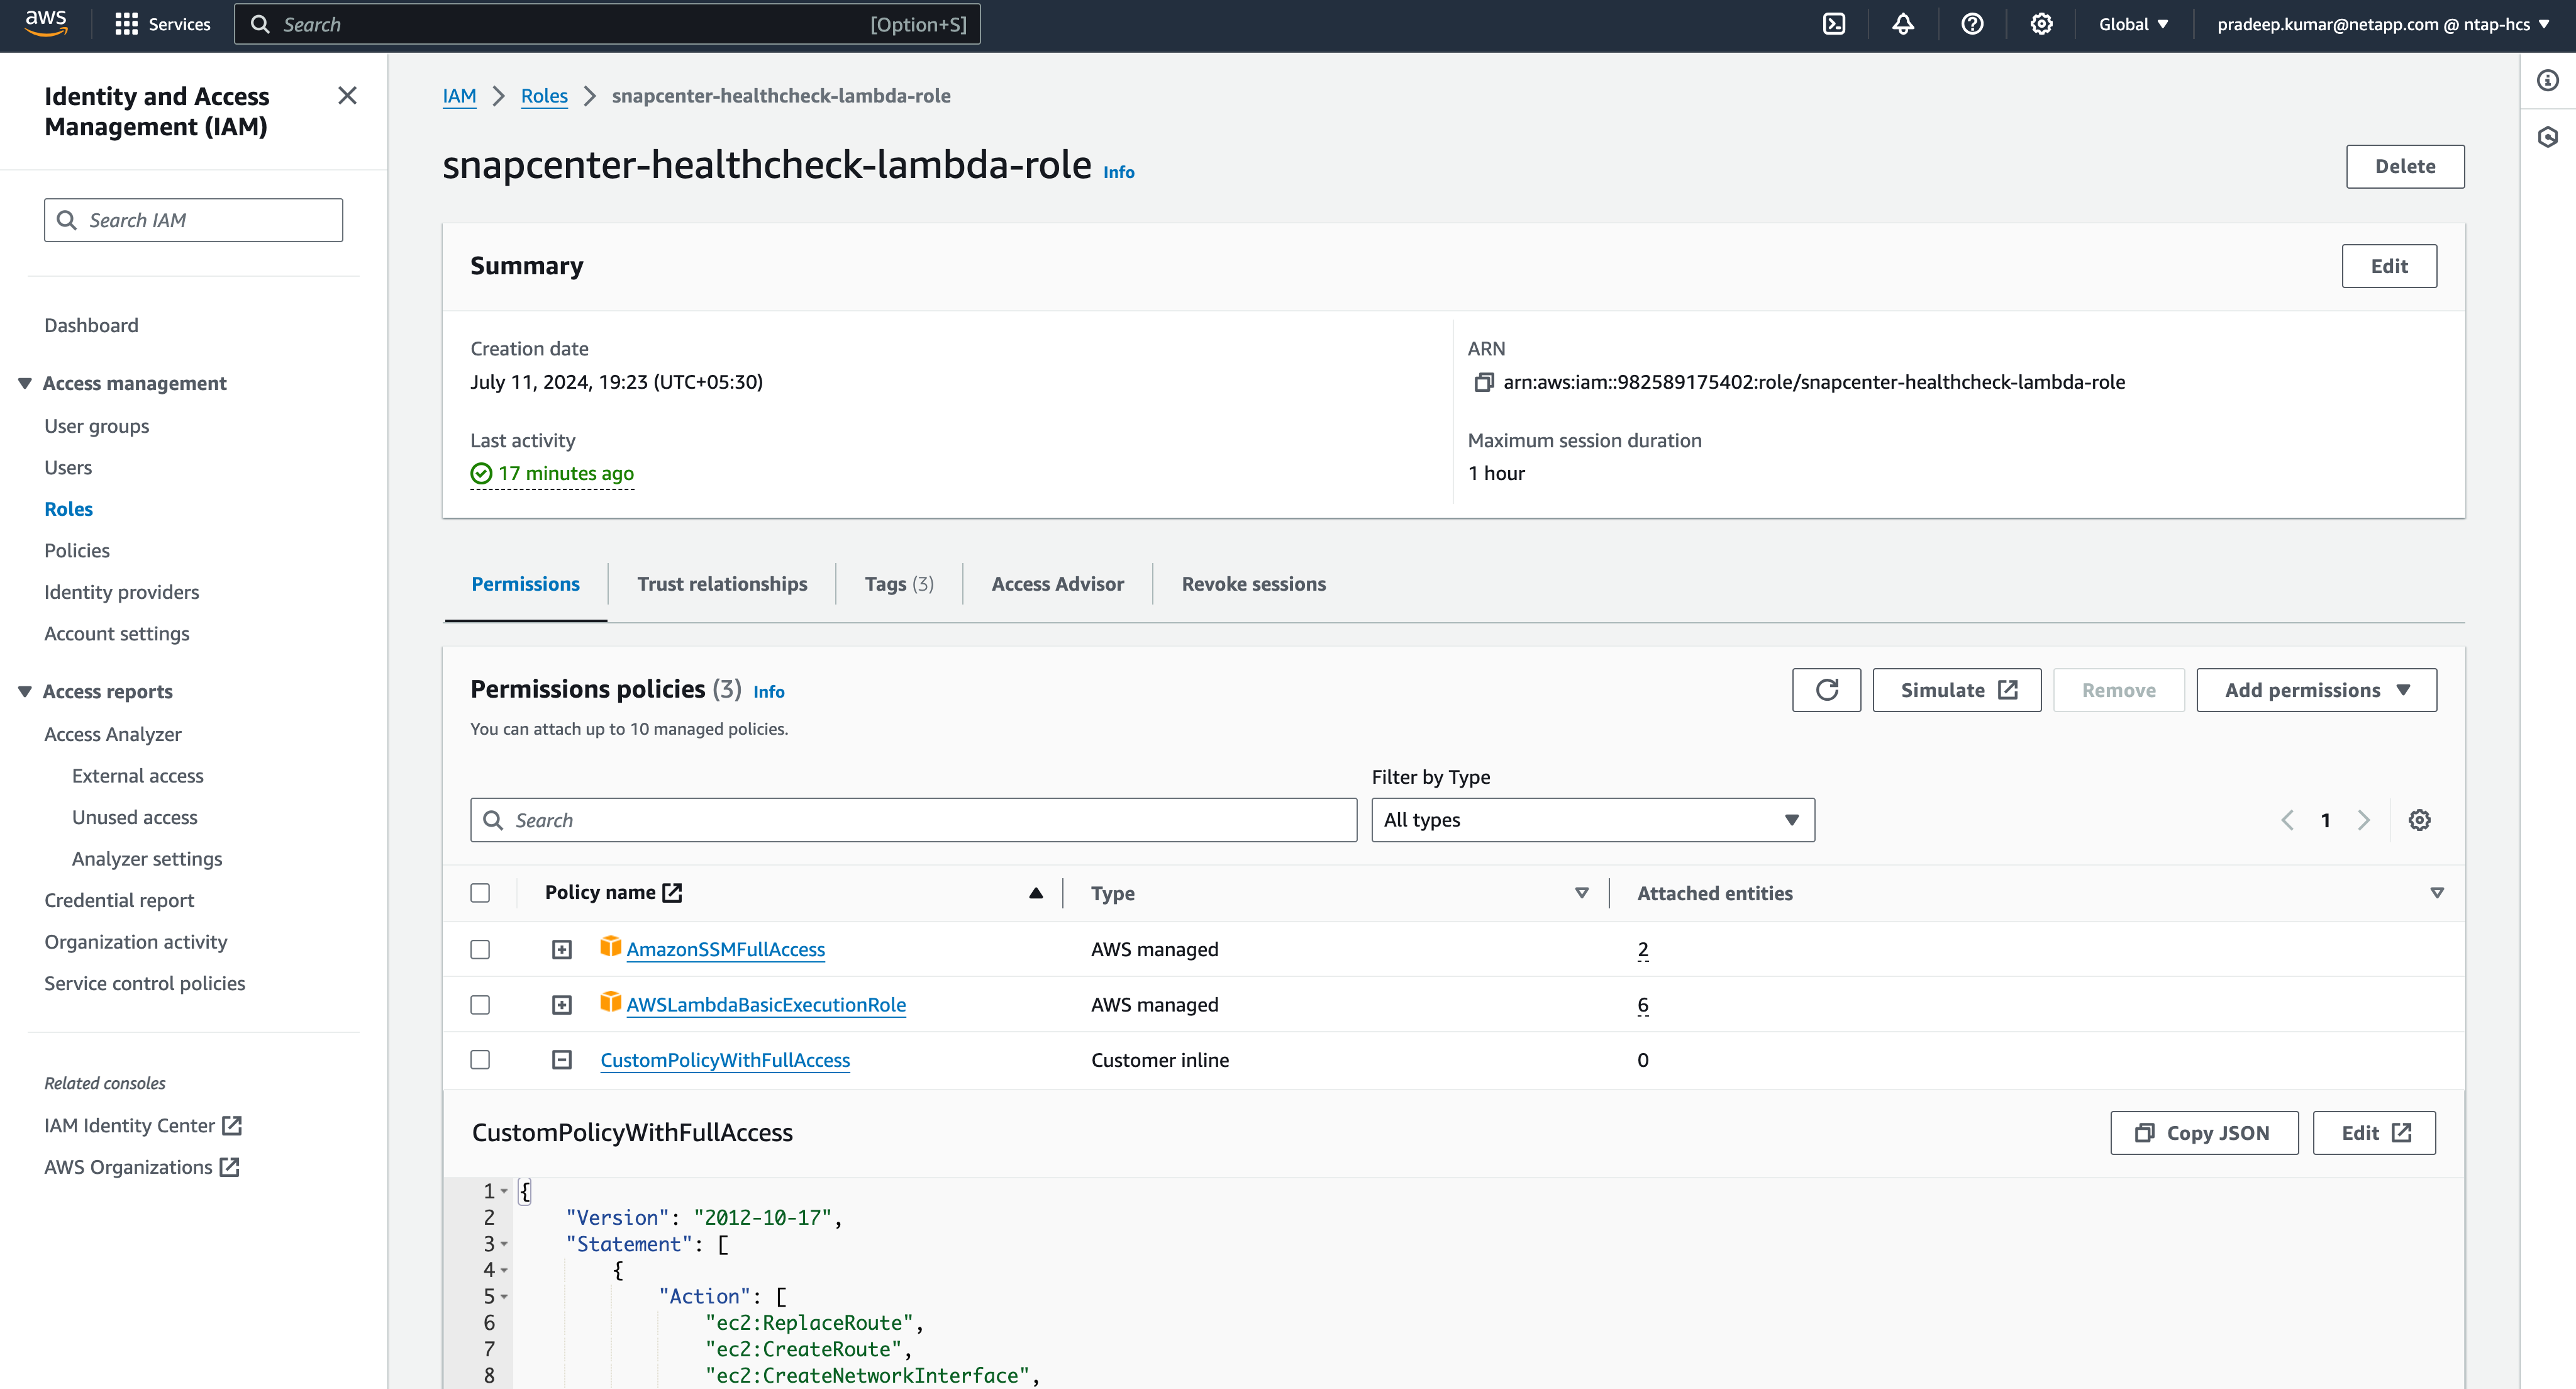 aws
Services
Search
[Option+S]
Global
pradeep.kumar@netapp.com @ ntap-hcs
Identity and Access
Management (IAM)
Search IAM
Dashboard
Access management
User groups
Users
Roles
Policies
Identity providers
Account settings
Access reports
Access Analyzer
External access
Unused access
Analyzer settings
Credential report
Organization activity
Service control policies
Related consoles
IAM Identity Center
AWS Organizations
IAM > Roles > snapcenter-healthcheck-lambda-role
snapcenter-healthcheck-lambda-role Info
Delete
Summary
Edit
Creation date
July 11, 2024, 19:23 (UTC+05:30)
ARN
arn:aws:iam::982589175402:role/snapcenter-healthcheck-lambda-role
Last activity
17 minutes ago
Maximum session duration
1 hour
Permissions
Trust relationships
Tags (3)
Access Advisor
Revoke sessions
Permissions policies (3) Info
You can attach up to 10 managed policies.
Simulate
Remove
Add permissions
Filter by Type
Search
All types
1
Policy name
Type
Attached entities
AmazonSSMFullAccess
AWS managed
2
AWSLambdaBasicExecutionRole
AWS managed
6
CustomPolicyWithFullAccess
Customer inline
0
CustomPolicyWithFullAccess
Copy JSON
Edit
1 {
2 "Version": "2012-10-17",
3 "Statement": [
4 {
5 "Action": [
6 "ec2:ReplaceRoute",
7 "ec2:CreateRoute",
8 "ec2:CreateNetworkInterface",